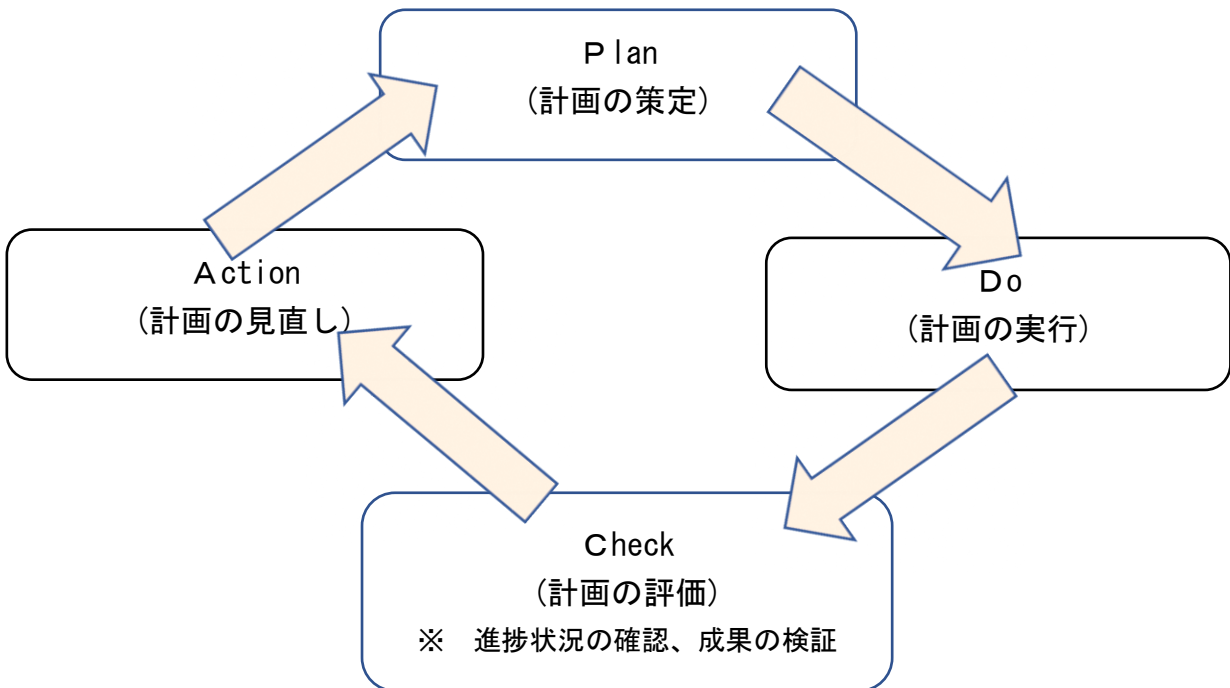 Plan
(計画の策定)
Do
(計画の実行)
Check
(計画の評価)
※　進捗状況の確認、成果の検証
Action
(計画の見直し)